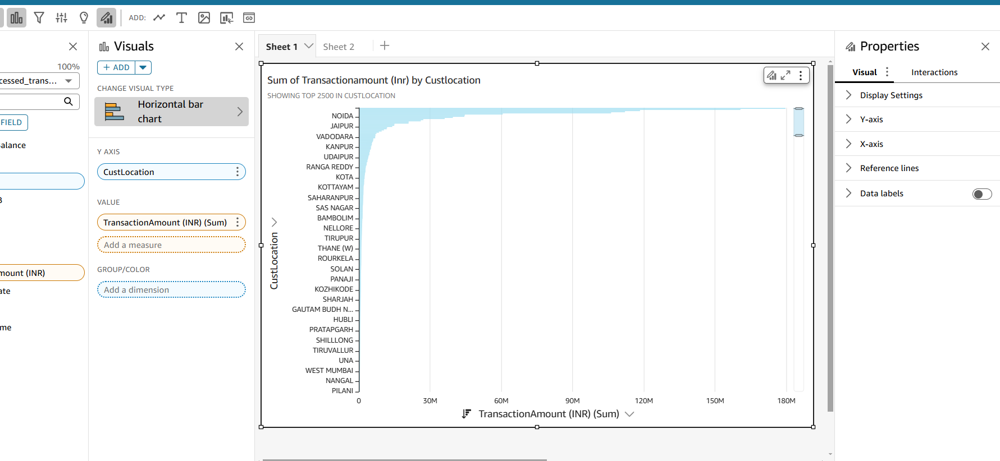 ADD:
100%
cessed_trans...
FIELD
alance
B
mount (INR)
ate
me
Visuals
+ ADD
CHANGE VISUAL TYPE
Horizontal bar
chart
Y AXIS
CustLocation
VALUE
TransactionAmount (INR) (Sum)
Add a measure
GROUP/COLOR
Add a dimension
Sheet 1
Sheet 2
Sum of Transactionamount (Inr) by Custlocation
SHOWING TOP 2500 IN CUSTLOCATION
CustLocation
NOIDA
JAIPUR
VADODARA
KANPUR
UDAIPUR
RANGA REDDY
KOTA
KOTTAYAM
SAHARANPUR
SAS NAGAR
BAMBOLIM
NELLORE
TIRUPUR
THANE (W)
ROURKELA
SOLAN
PANAJI
KOZHIKODE
SHARJAH
GAUTAM BUDH N...
HUBLI
PRATAPGARH
SHILLLONG
TIRUVALLUR
UNA
WEST MUMBAI
NANGAL
PILANI
0 30M 60M 90M 120M 150M 180M
TransactionAmount (INR) (Sum)
Properties
Visual
Interactions
Display Settings
Y-axis
X-axis
Reference lines
Data labels